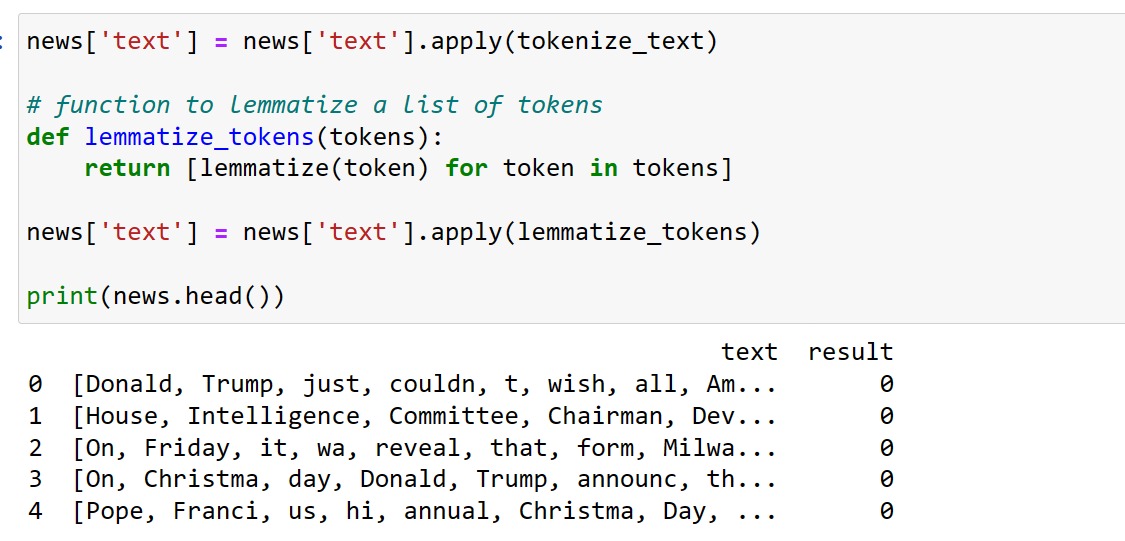 :
news['text'] = news['text'].apply(tokenize_text)
# function to lemmatize a list of tokens
def lemmatize_tokens(tokens):
    return [lemmatize(token) for token in tokens]
news['text'] = news['text'].apply(lemmatize_tokens)
print(news.head())
text result
0 [Donald, Trump, just, couldn, t, wish, all, Am... 0
1 [House, Intelligence, Committee, Chairman, Dev... 0
2 [On, Friday, it, wa, reveal, that, form, Milwa... 0
3 [On, Christma, day, Donald, Trump, announc, th... 0
4 [Pope, Franci, us, hi, annual, Christma, Day, ... 0